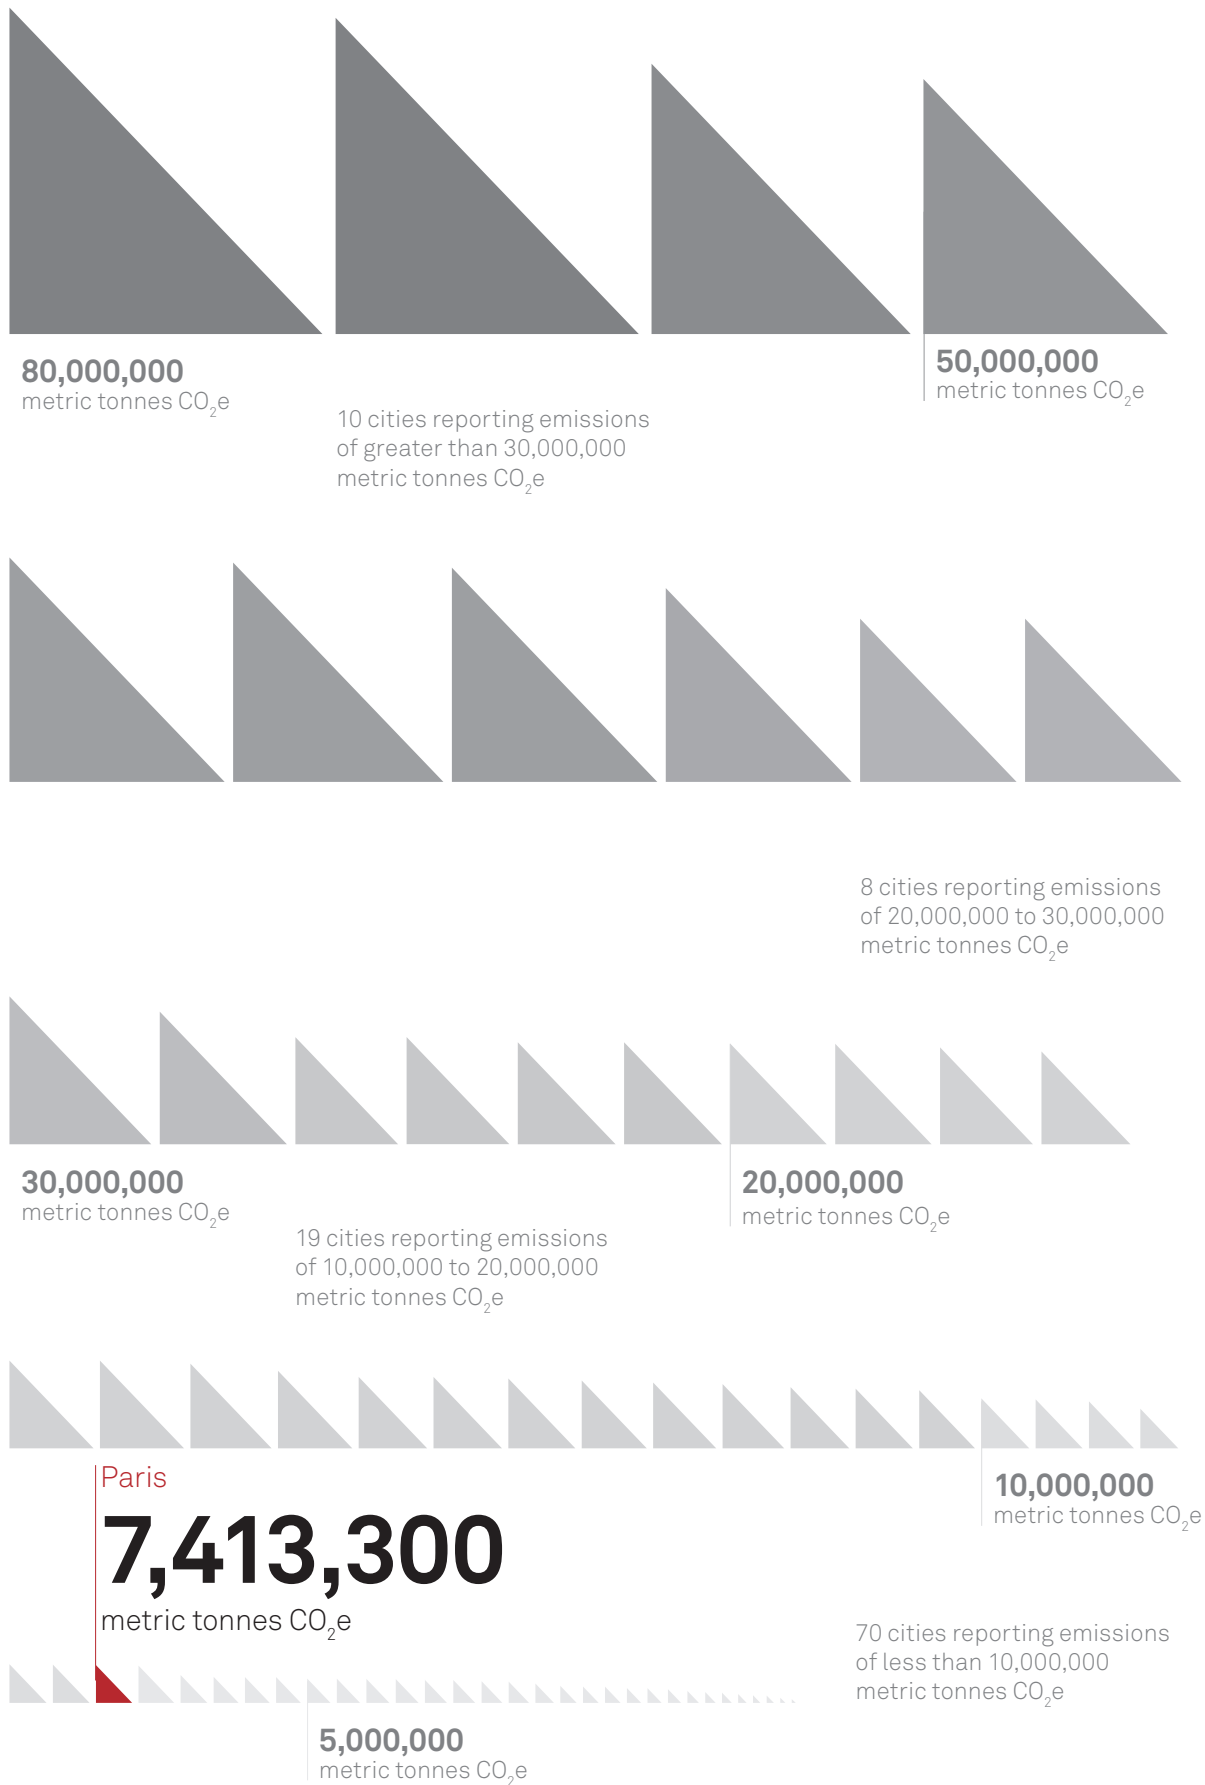 80,000,000
metric tonnes CO₂e
50,000,000
metric tonnes CO₂e
10 cities reporting emissions
of greater than 30,000,000
metric tonnes CO₂e
8 cities reporting emissions
of 20,000,000 to 30,000,000
metric tonnes CO₂e
30,000,000
metric tonnes CO₂e
20,000,000
metric tonnes CO₂e
19 cities reporting emissions
of 10,000,000 to 20,000,000
metric tonnes CO₂e
Paris
7,413,300
metric tonnes CO₂e
10,000,000
metric tonnes CO₂e
70 cities reporting emissions
of less than 10,000,000
metric tonnes CO₂e
5,000,000
metric tonnes CO₂e